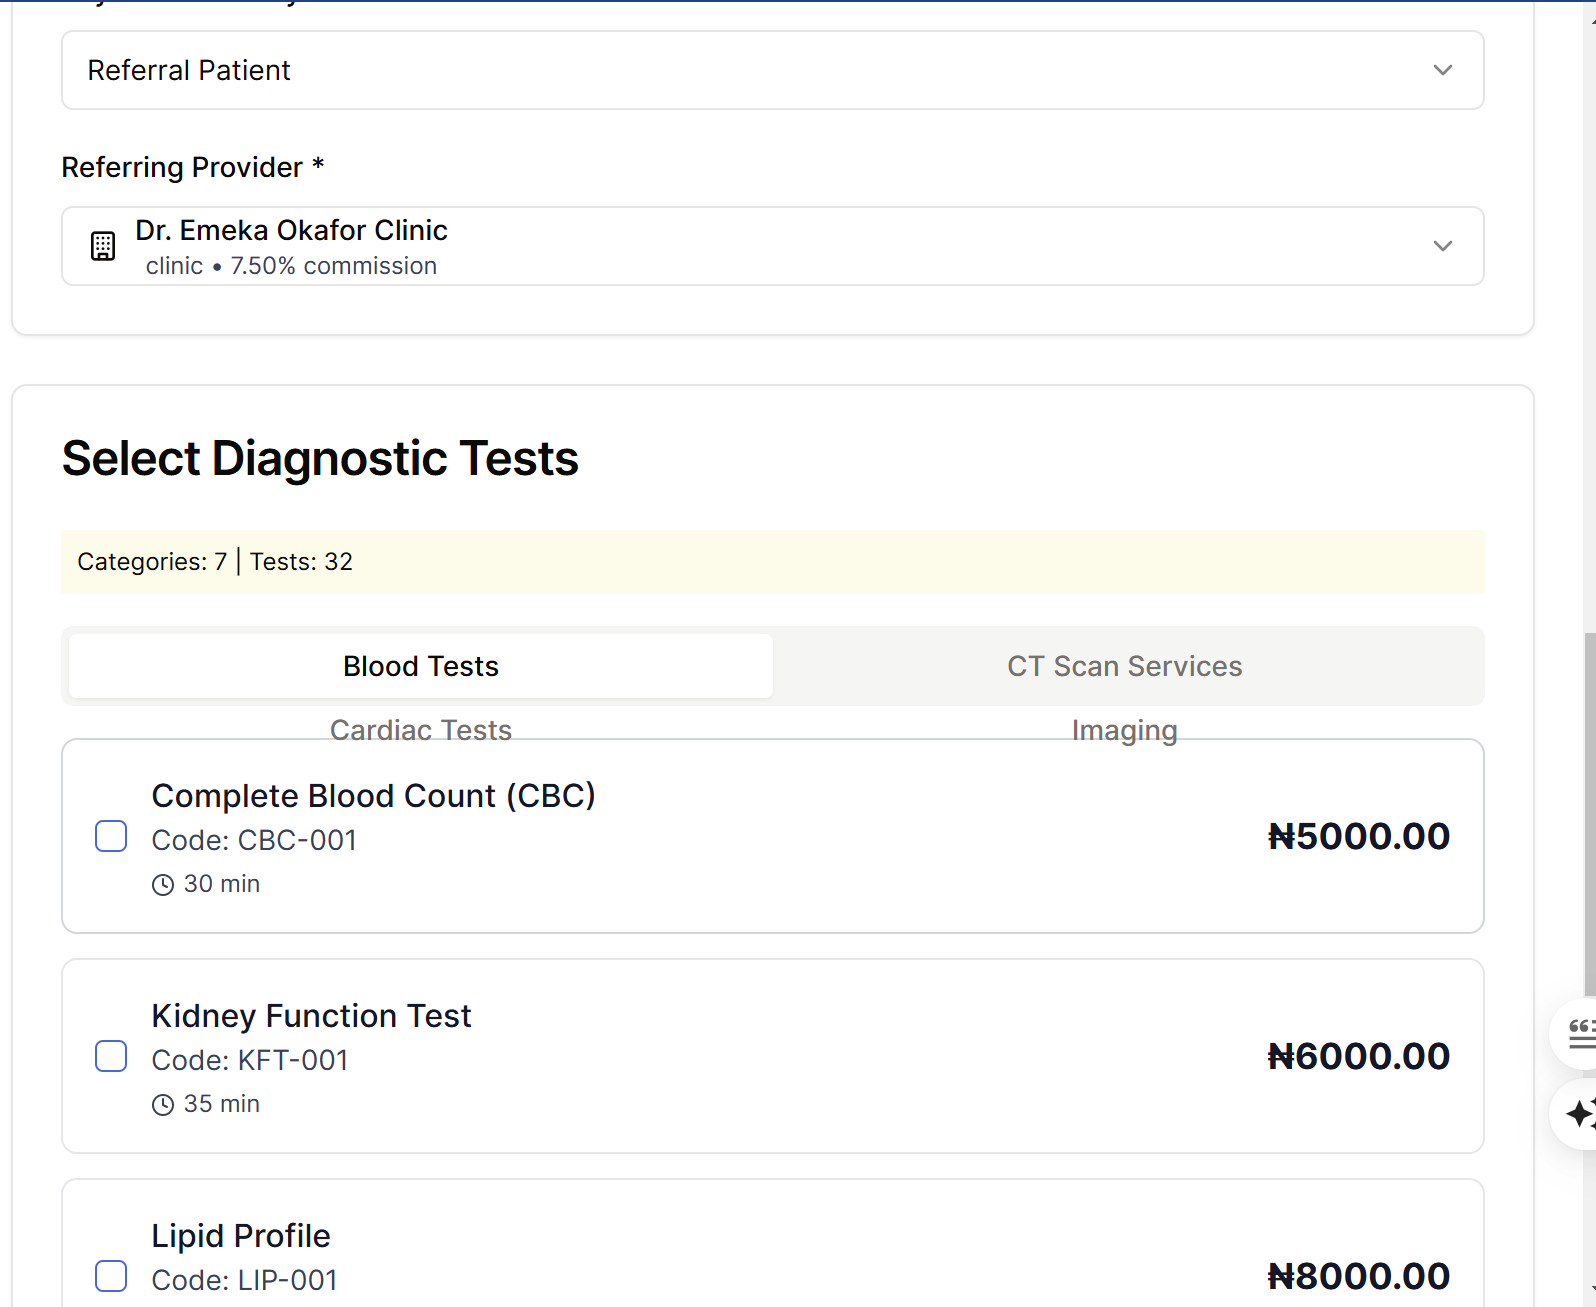 Referral Patient
Referring Provider *
Dr. Emeka Okafor Clinic
clinic • 7.50% commission
Select Diagnostic Tests
Categories: 7 | Tests: 32
Blood Tests
CT Scan Services
Cardiac Tests
Imaging
Complete Blood Count (CBC)
Code: CBC-001
30 min
₦5000.00
Kidney Function Test
Code: KFT-001
35 min
₦6000.00
Lipid Profile
Code: LIP-001
₦8000.00